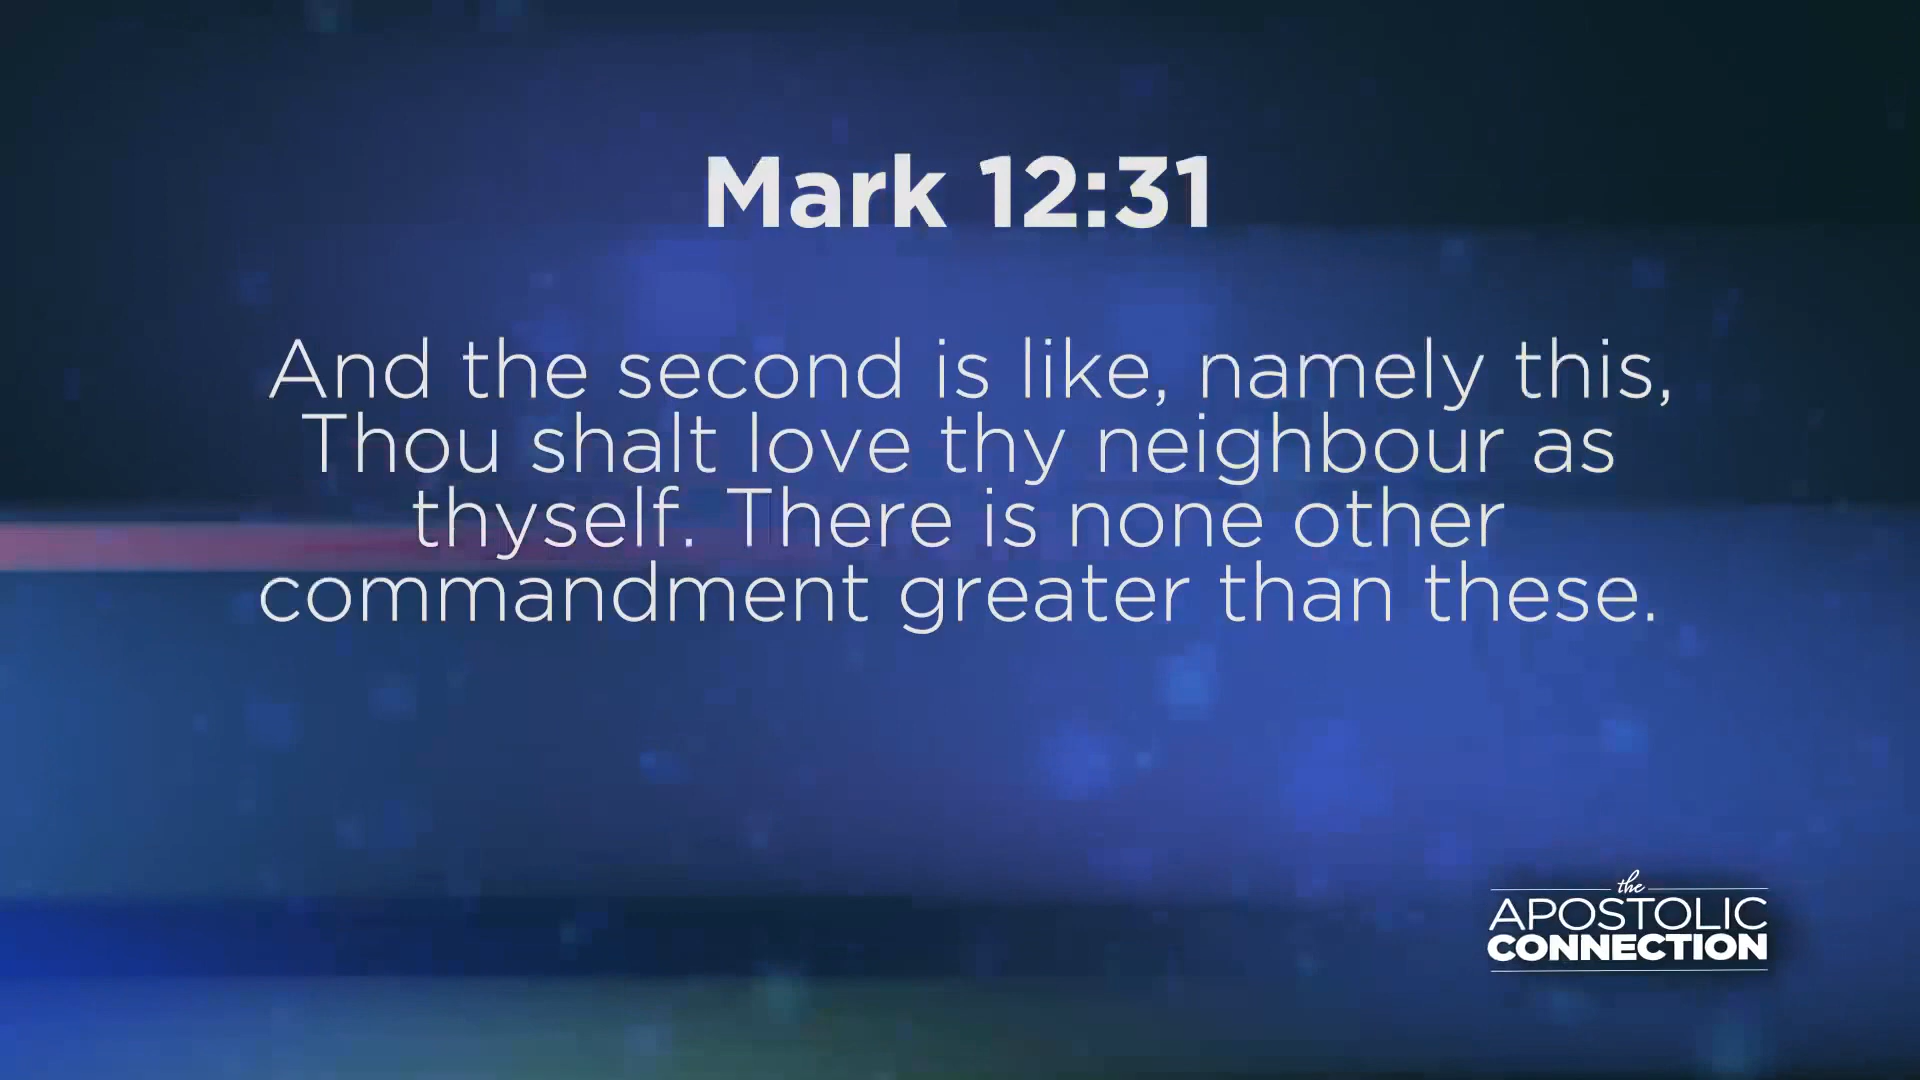 Mark 12:31
And the second is like, namely this,
Thou shalt love thy neighbour as
thyself. There is none other
commandment greater than these.
the
APOSTOLIC
CONNECTION